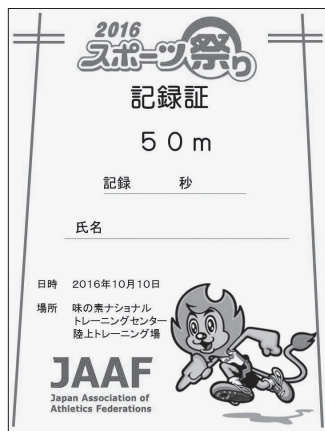 2016
スポーツ祭り
記録証
５０ｍ
記録 秒
氏名
日時 2016年10月10日
場所 味の素ナショナル
トレーニングセンター
陸上トレーニング場
JAAF
Japan Association of
Athletics Federations